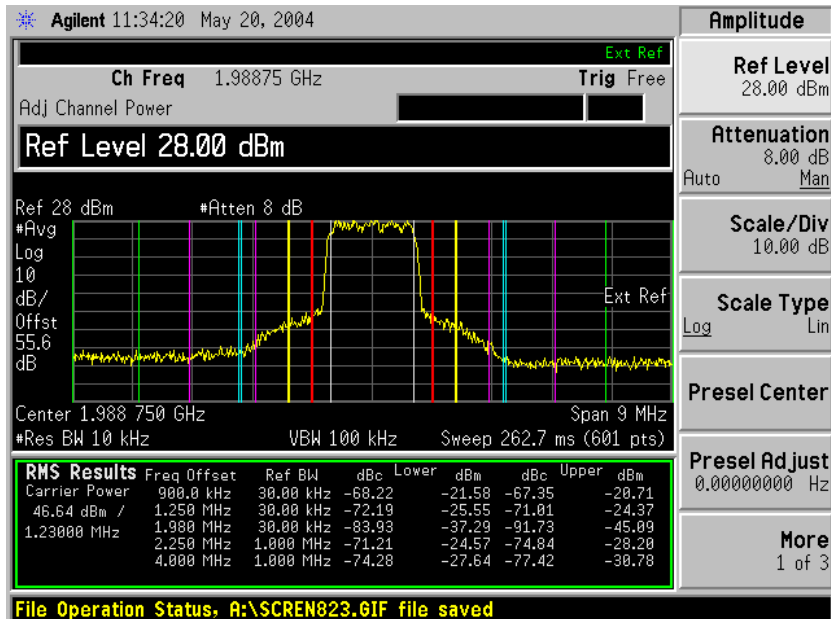 Agilent 11:34:20 May 20, 2004
Amplitude
Ext Ref
Ch Freq 1.98875 GHz Trig Free
Adj Channel Power
Ref Level 28.00 dBm
Ref 28 dBm #Atten 8 dB
#Avg
Log
10
dB/
Offst
55.6
dB
Ext Ref
Center 1.988 750 GHz Span 9 MHz
#Res BW 10 kHz VBW 100 kHz Sweep 262.7 ms (601 pts)
RMS Results Freq Offset Ref BW dBc Lower dBm dBc Upper dBm
Carrier Power 900.0 kHz 30.00 kHz -68.22 -21.58 -67.35 -20.71
46.64 dBm / 1.250 MHz 30.00 kHz -72.19 -25.55 -71.01 -24.37
1.23000 MHz 1.980 MHz 30.00 kHz -83.93 -37.29 -91.73 -45.09
2.250 MHz 1.000 MHz -71.21 -24.57 -74.84 -28.20
4.000 MHz 1.000 MHz -74.28 -27.64 -77.42 -30.78
File Operation Status, A:\SCREN823.GIF file saved
Ref Level
28.00 dBm
Attenuation
8.00 dB
Auto Man
Scale/Div
10.00 dB
Scale Type
Log Lin
Presel Center
Presel Adjust
0.00000000 Hz
More
1 of 3